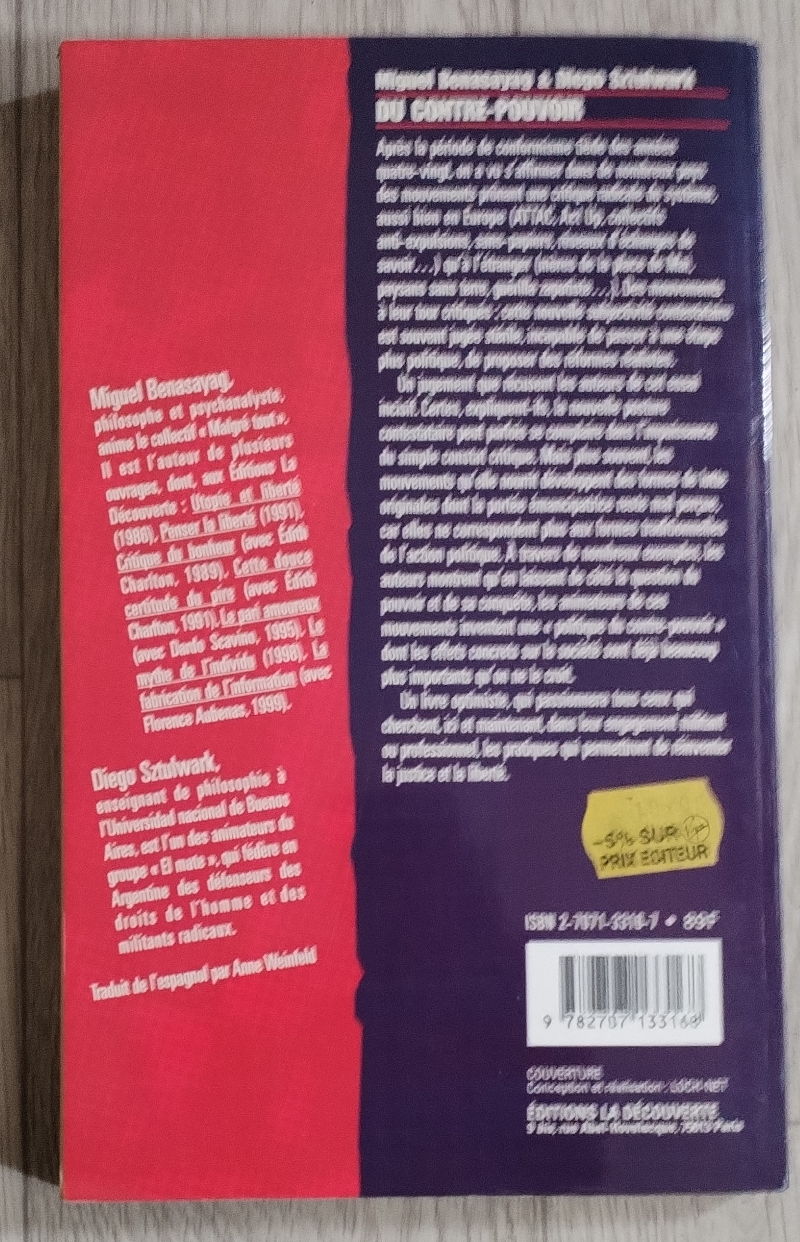 Miguel Benasayag & Diego Sztulwark
DU CONTRE-POUVOIR
Après la période de conformisme tiède des années
quatre-vingt, on a vu s'affirmer dans de nombreux pays
des mouvements prônant une critique radicale du système,
aussi bien en Europe (ATTAC, Act Up, collectifs
anti-expulsions, sans-papiers, réseaux d'échanges de
savoir...) qu'à l'étranger (mères de la place de Mai,
paysans sans terre, guérilla zapatiste...). Des mouvements
à leur tour critiqués : cette nouvelle subjectivité contestataire
est souvent jugée stérile, incapable de passer à une étape
plus politique, de proposer des réformes réalistes.
Un jugement que récusent les auteurs de cet essai
incisif. Certes, expliquent-ils, la nouvelle pensée
contestataire peut parfois se complaire dans l'impuissance
du simple constat critique. Mais plus souvent, les
mouvements qu'elle nourrit développent des formes de lutte
originales dont la portée émancipatrice reste mal perçue,
car elles ne correspondent plus aux formes traditionnelles
de l'action politique. À travers de nombreux exemples, les
auteurs montrent qu'en laissant de côté la question du
pouvoir et de sa conquête, les animateurs de ces
mouvements inventent une « politique du contre-pouvoir »
dont les effets concrets sur la société sont déjà beaucoup
plus importants qu'on ne le croit.
Un livre optimiste, qui passionnera tous ceux qui
cherchent, ici et maintenant, dans leur engagement militant
ou professionnel, les pratiques qui permettront de réinventer
la justice et la liberté.
Miguel Benasayag,
philosophe et psychanalyste,
anime le collectif « Malgré tout ».
Il est l'auteur de plusieurs
ouvrages, dont, aux Éditions La
Découverte : Utopie et liberté
(1986), Penser la liberté (1991),
Critique du bonheur (avec Édith
Charlton, 1989), Cette douce
certitude du pire (avec Édith
Charlton, 1991), Le pari amoureux
(avec Dardo Scavino, 1995), Le
mythe de l'individu (1998), La
fabrication de l'information (avec
Florence Aubenas, 1999).
Diego Sztulwark,
enseignant de philosophie à
l'Universidad nacional de Buenos
Aires, est l'un des animateurs du
groupe « El mate », qui fédère en
Argentine des défenseurs des
droits de l'homme et des
militants radicaux.
Traduit de l'espagnol par Anne Weinfeld
-5% SUR
PRIX EDITEUR
ISBN 2-7071-3316-7 • 89F
9 782707 133168
COUVERTURE
Conception et réalisation : LOCH NET
ÉDITIONS LA DÉCOUVERTE
9 bis, rue Abel-Hovelacque, 75013 Paris